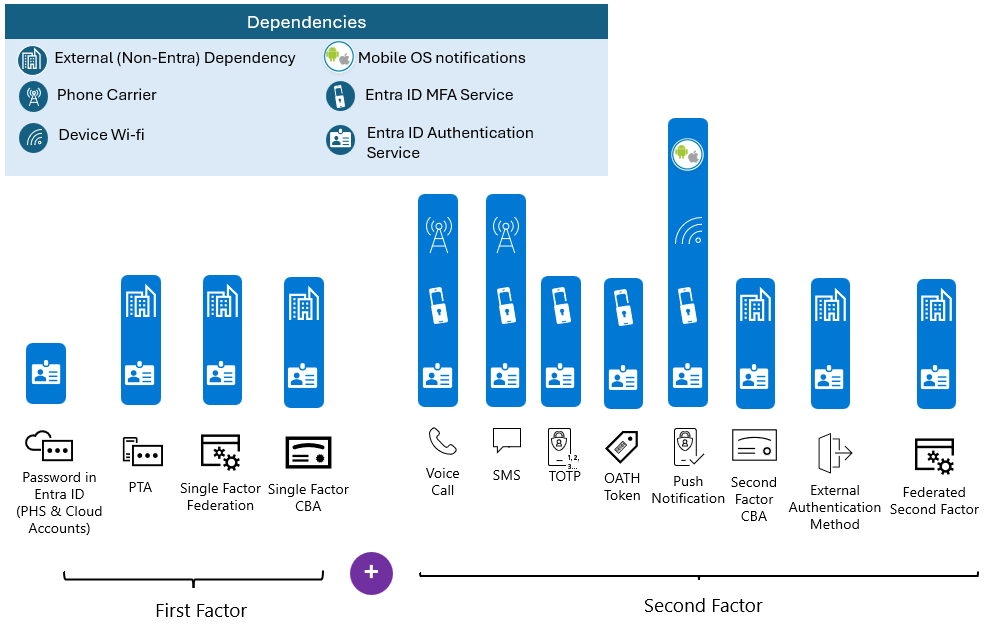 Dependencies
External (Non-Entra) Dependency
Mobile OS notifications
Phone Carrier
Entra ID MFA Service
Device Wi-fi
Entra ID Authentication
Service
Password in
Entra ID
(PHS & Cloud
Accounts)
PTA
Single Factor
Federation
Single Factor
CBA
Voice
Call
SMS
1,2,
3...
TOTP
OATH
Token
Push
Notification
Second
Factor
CBA
External
Authentication
Method
Federated
Second Factor
+
First Factor
Second Factor